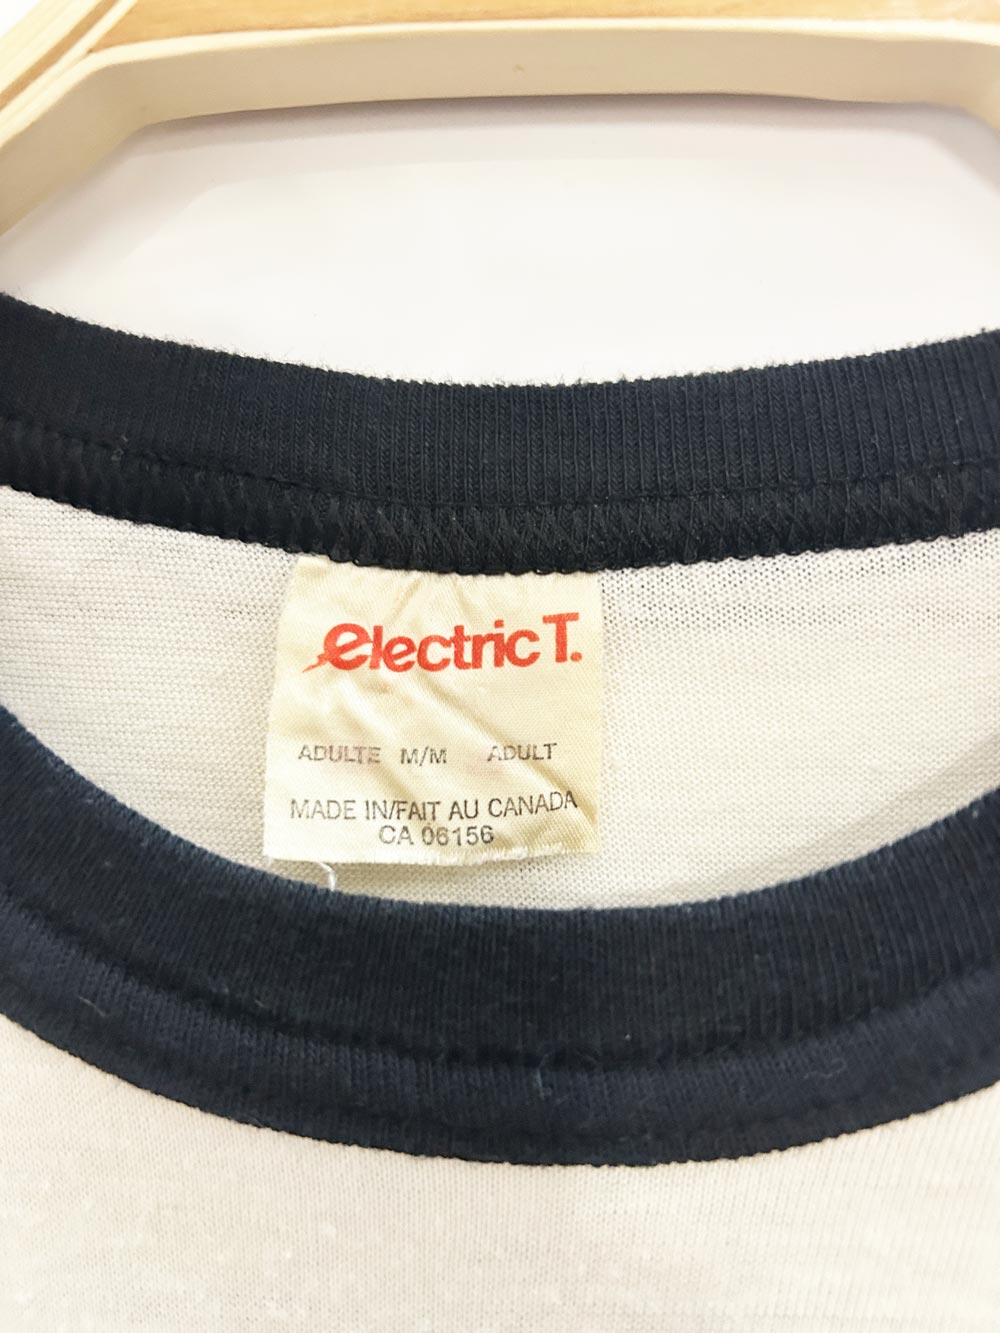 electric T.
ADULTE M/M ADULT
MADE IN/FAIT AU CANADA
CA 06156